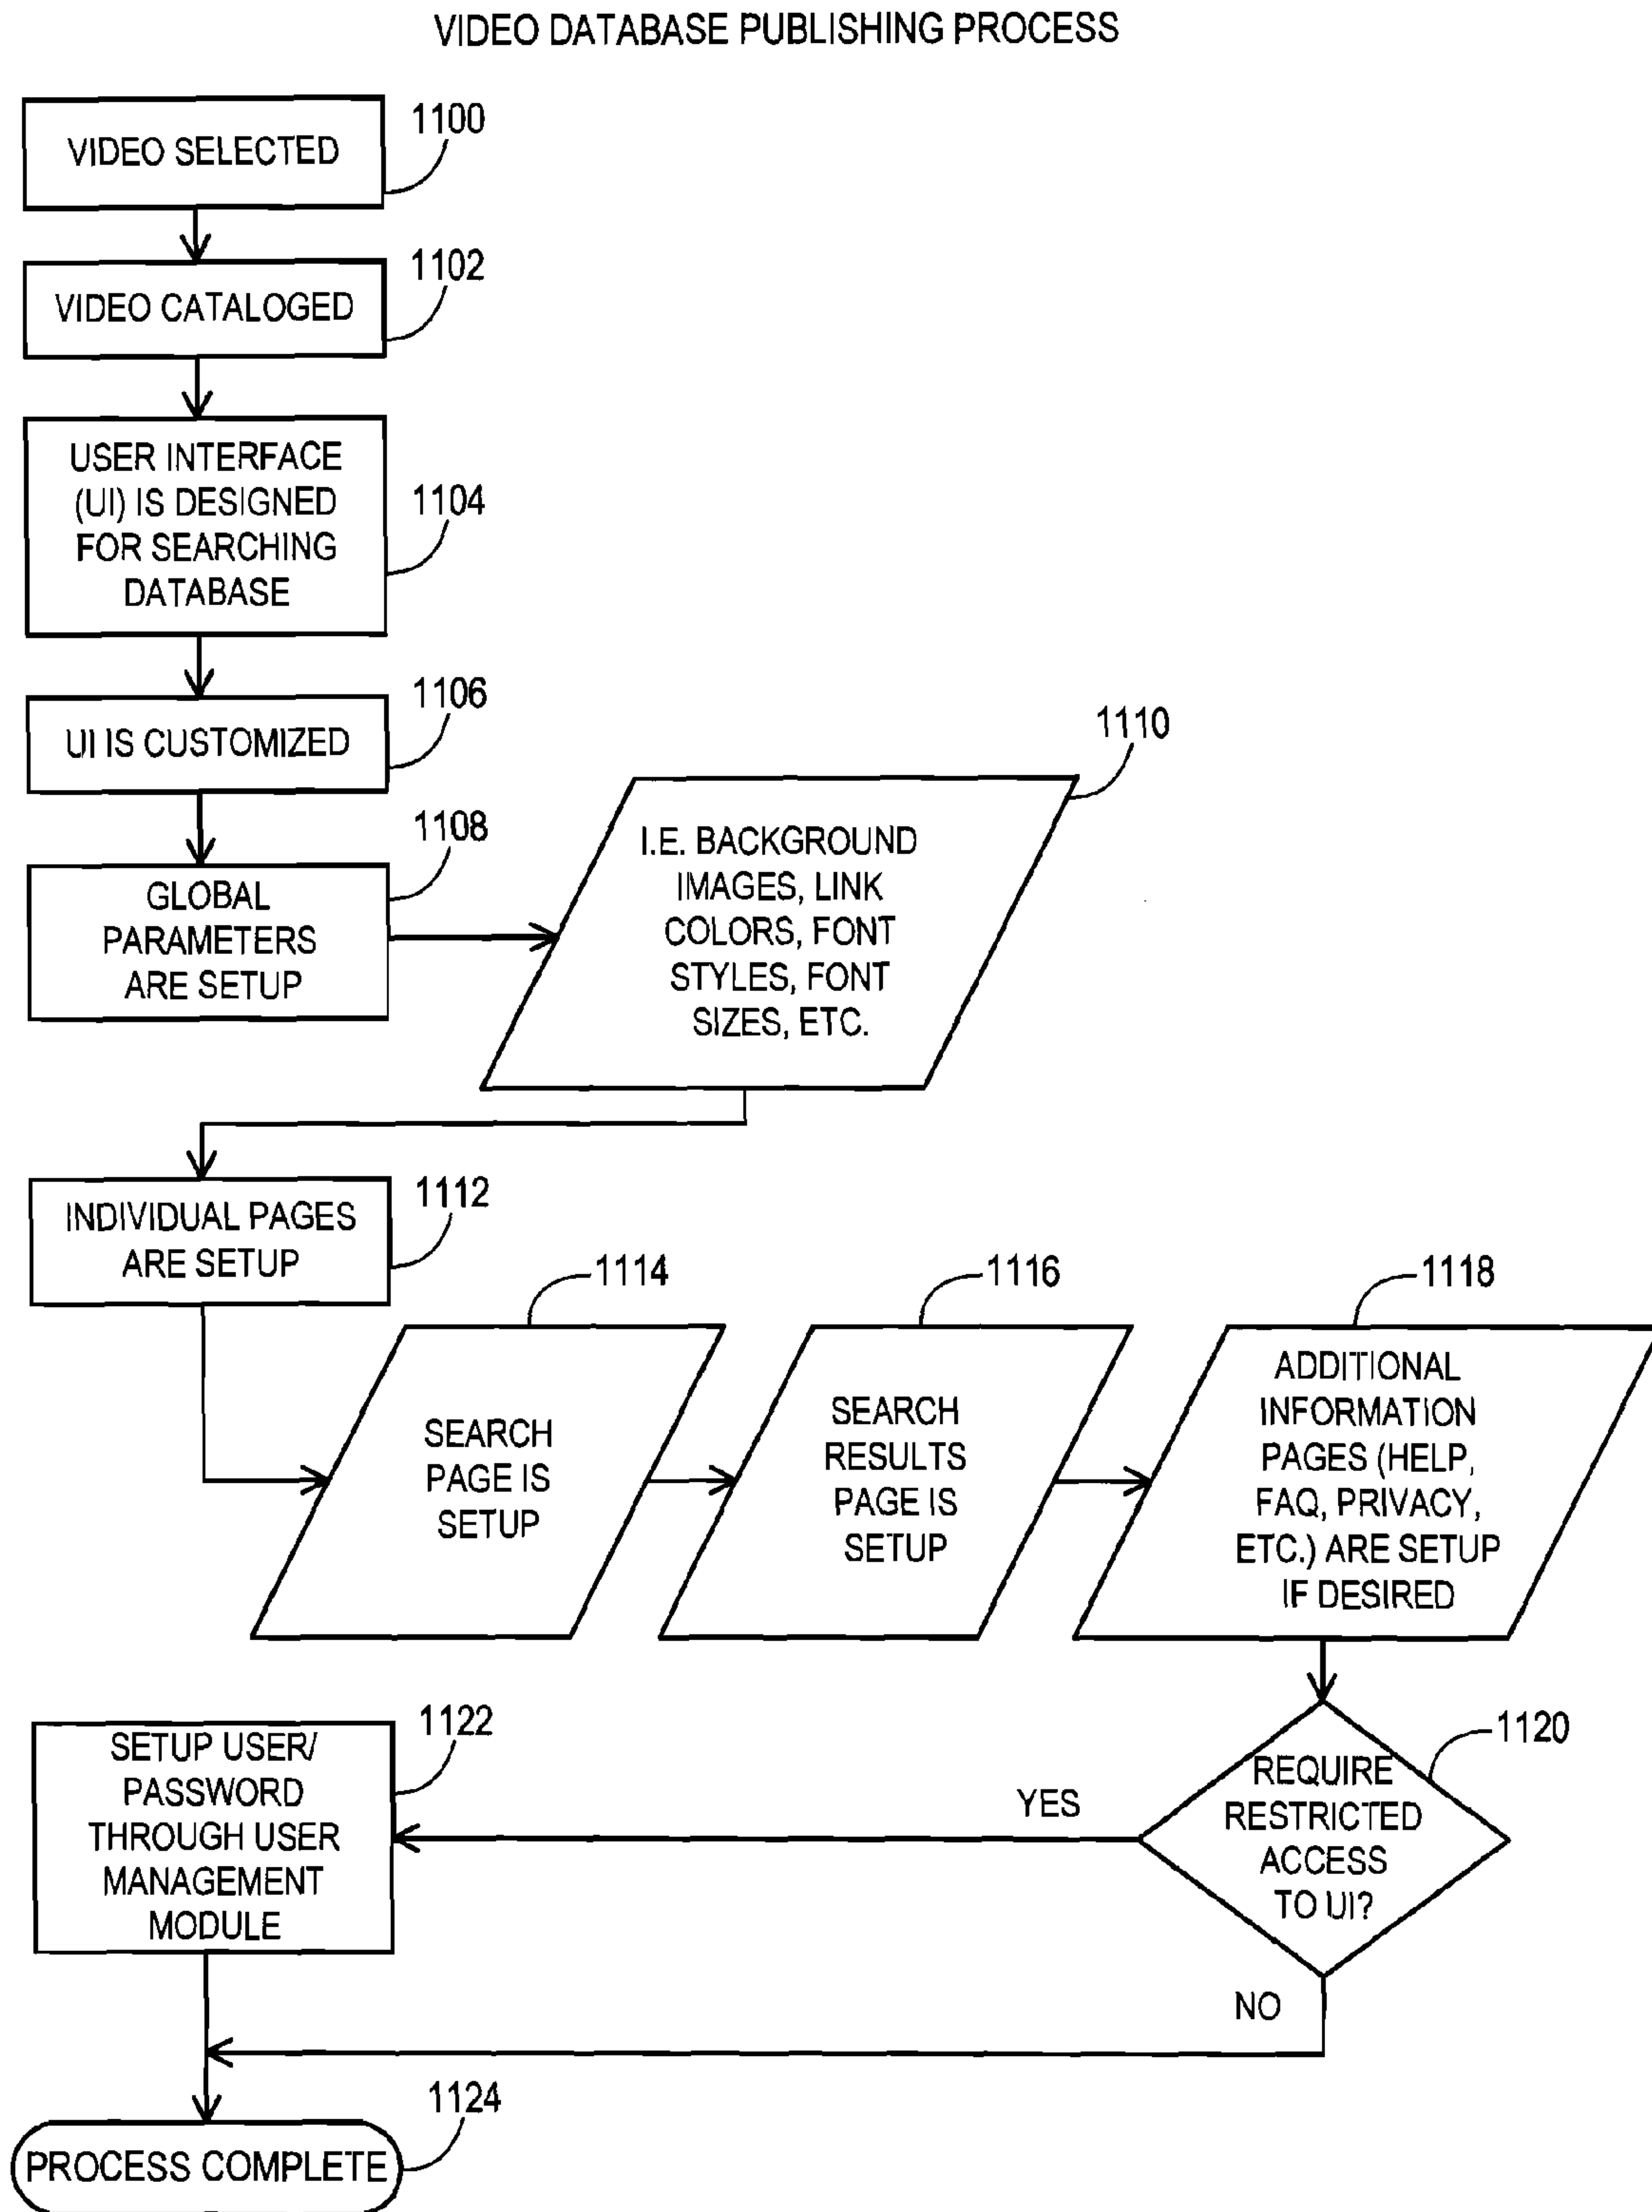 VIDEO DATABASE PUBLISHING PROCESS
VIDEO SELECTED
1100
VIDEO CATALOGED
1102
USER INTERFACE
(UI) IS DESIGNED
FOR SEARCHING
DATABASE
1104
UI IS CUSTOMIZED
1106
GLOBAL
PARAMETERS
ARE SETUP
1108
I.E. BACKGROUND
IMAGES, LINK
COLORS, FONT
STYLES, FONT
SIZES, ETC.
1110
INDIVIDUAL PAGES
ARE SETUP
1112
SEARCH
PAGE IS
SETUP
1114
SEARCH
RESULTS
PAGE IS
SETUP
1116
ADDITIONAL
INFORMATION
PAGES (HELP,
FAQ, PRIVACY,
ETC.) ARE SETUP
IF DESIRED
1118
REQUIRE
RESTRICTED
ACCESS
TO UI?
1120
YES
SETUP USER/
PASSWORD
THROUGH USER
MANAGEMENT
MODULE
1122
NO
PROCESS COMPLETE
1124